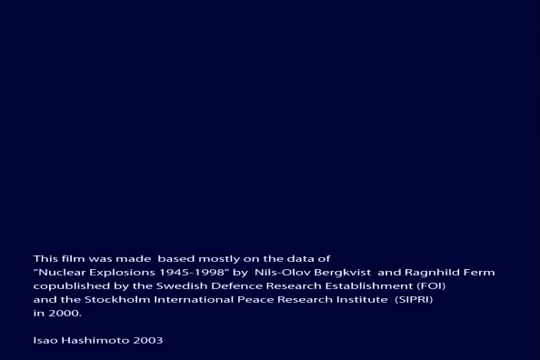 This film was made based mostly on the data of
"Nuclear Explosions 1945-1998" by Nils-Olov Bergkvist and Ragnhild Ferm
copublished by the Swedish Defence Research Establishment (FOI)
and the Stockholm International Peace Research Institute (SIPRI)
in 2000.
Isao Hashimoto 2003